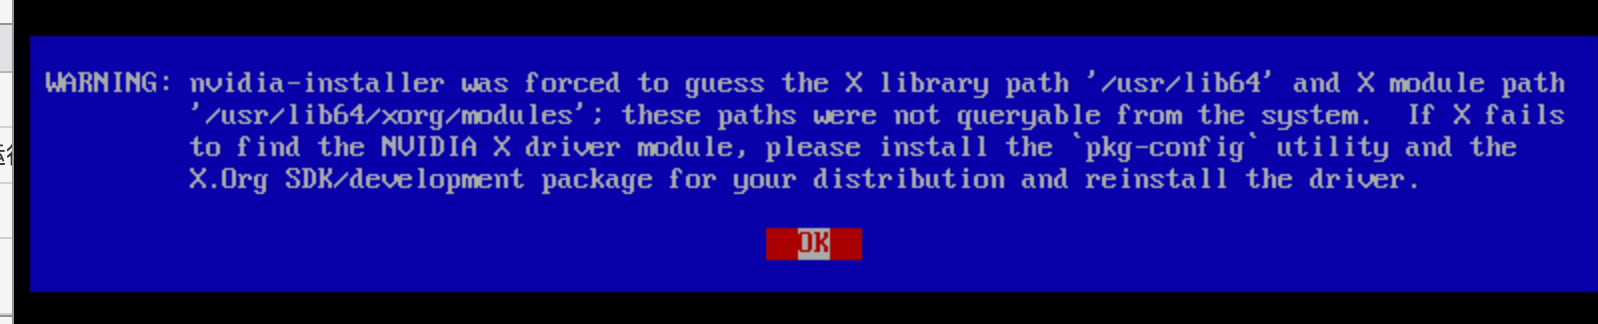 WARNING: nvidia-installer was forced to guess the X library path '/usr/lib64' and X module path
'/usr/lib64/xorg/modules'; these paths were not queryable from the system.  If X fails
to find the NVIDIA X driver module, please install the `pkg-config` utility and the
X.Org SDK/development package for your distribution and reinstall the driver.
OK